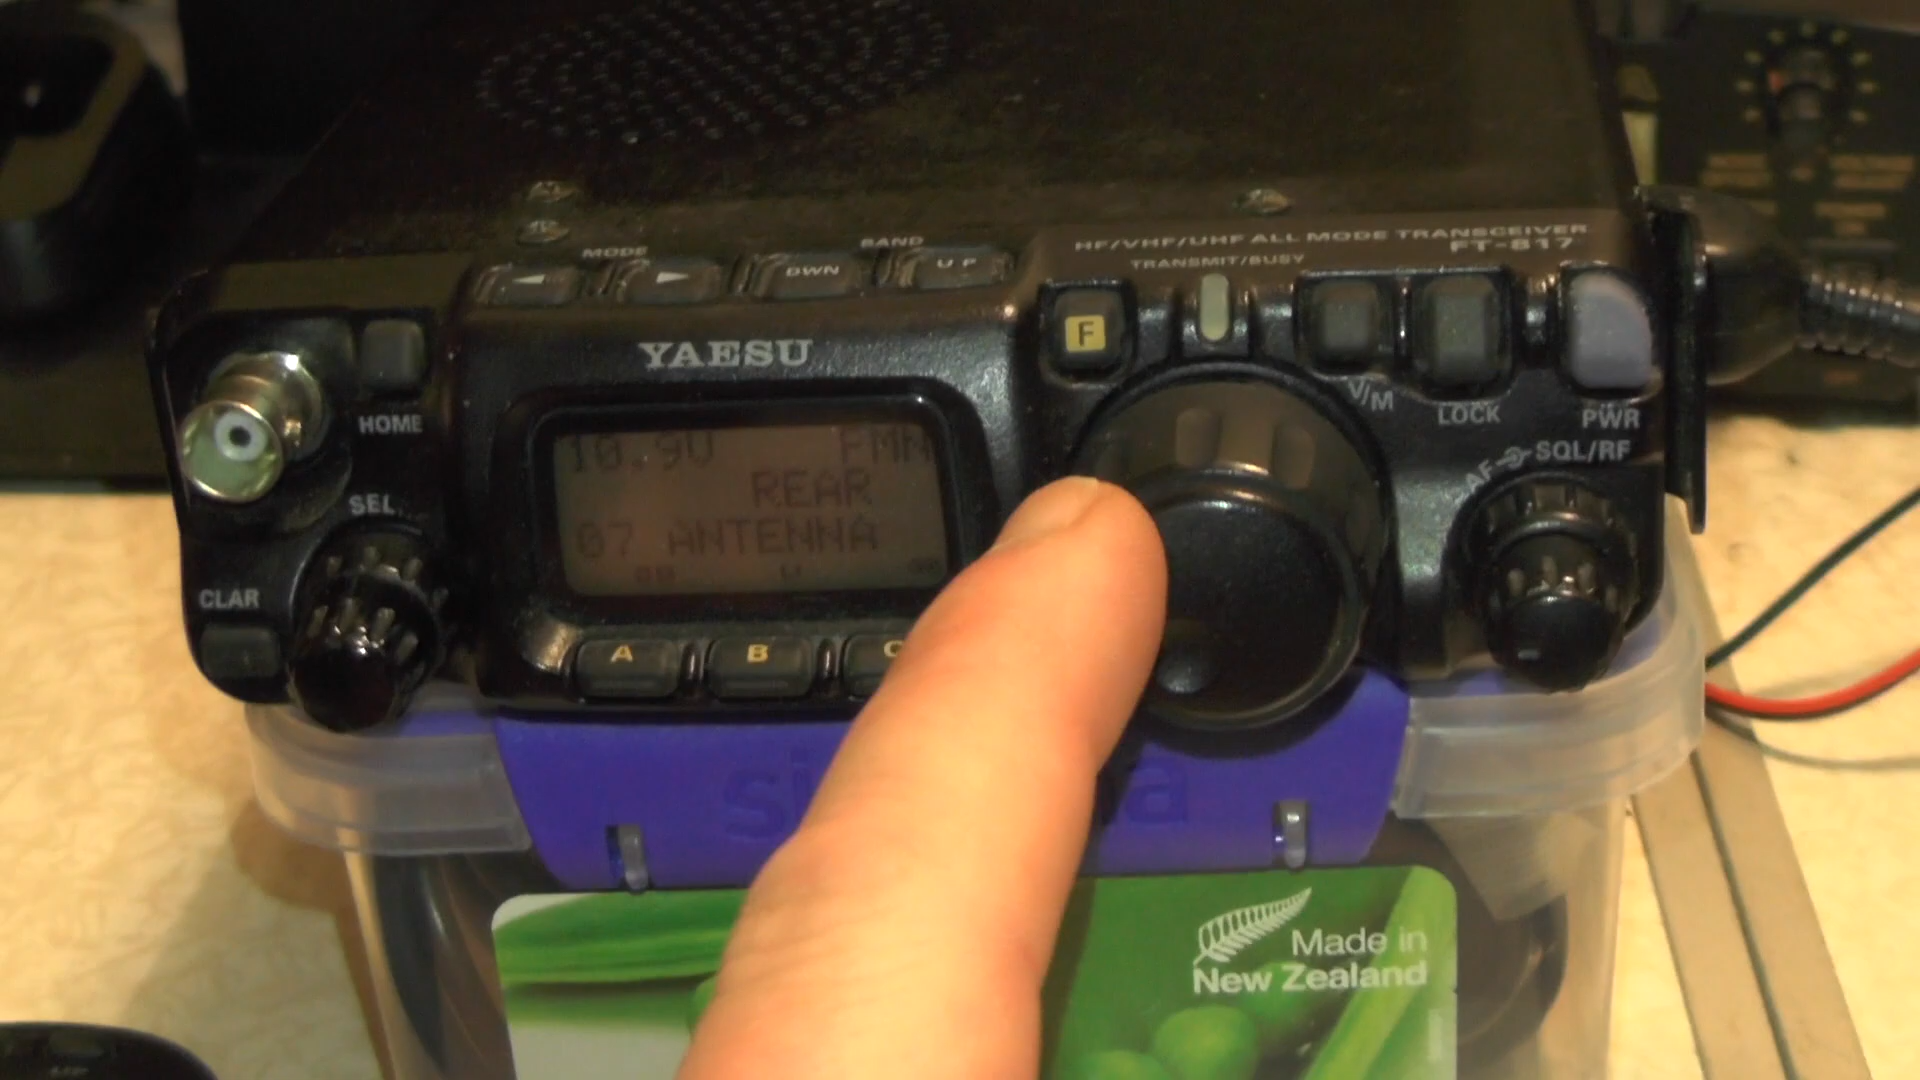 MODE
BAND
DWN
UP
HF/VHF/UHF ALL MODE TRANSCEIVER
FT-817
TRANSMIT/BUSY
F
YAESU
HOME
V/M
LOCK
PWR
AF
SQL/RF
SEL
10.9U
FMN
REAR
07 ANTENNA
CLAR
A
B
C
Made in
New Zealand